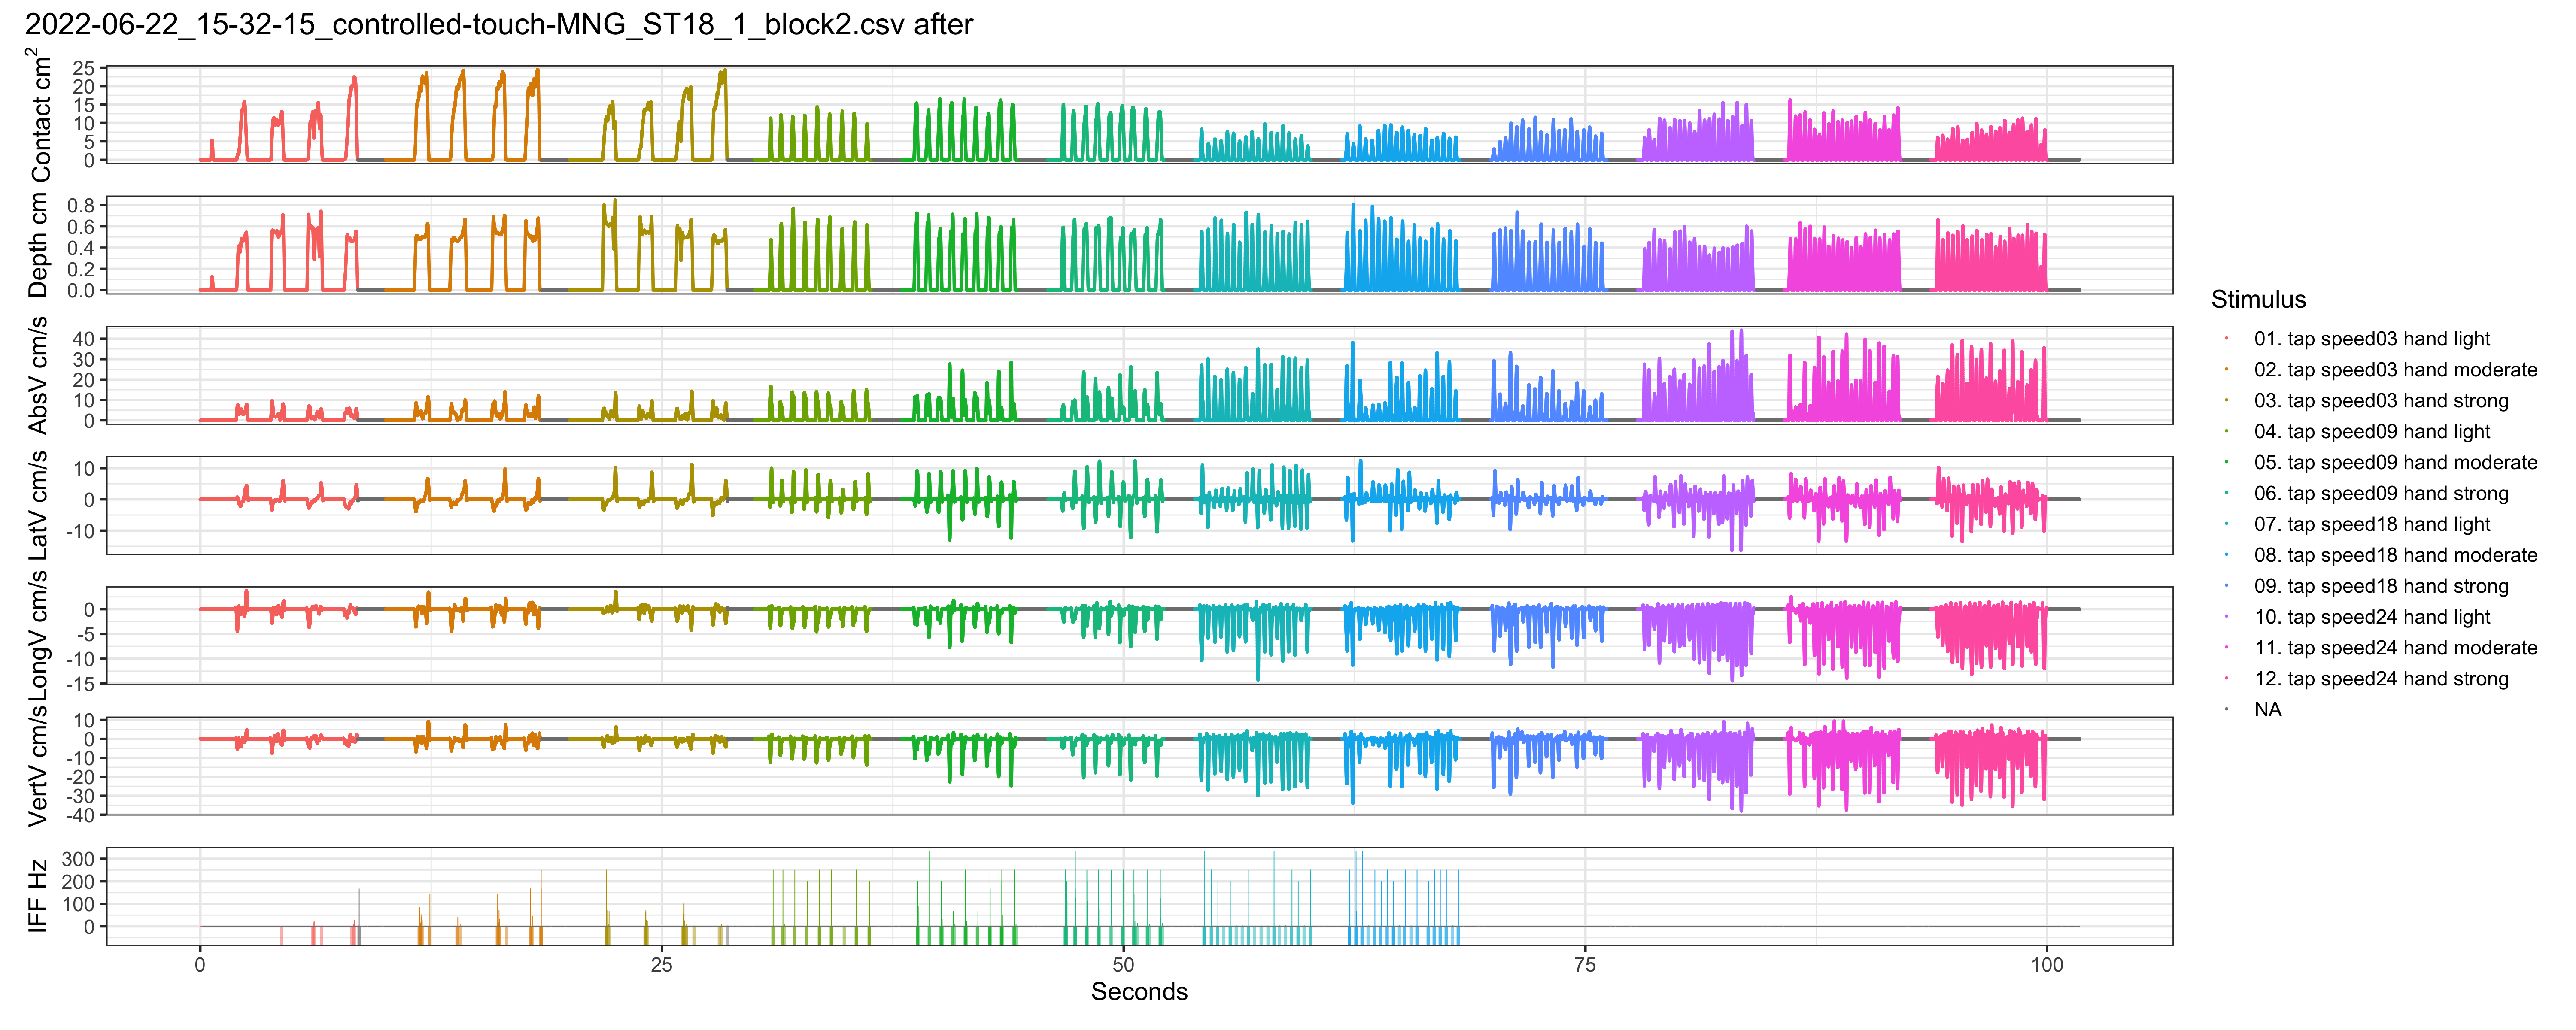 2022-06-22_15-32-15_controlled-touch-MNG_ST18_1_block2.csv after
Contact cm²
25
20
15
10
5
0
Depth cm
0.8
0.6
0.4
0.2
0.0
AbsV cm/s
40
30
20
10
0
LatV cm/s
10
0
-10
LongV cm/s
0
-5
-10
-15
VertV cm/s
10
0
-10
-20
-30
-40
IFF Hz
300
200
100
0
0
25
50
75
100
Seconds
Stimulus
01. tap speed03 hand light
02. tap speed03 hand moderate
03. tap speed03 hand strong
04. tap speed09 hand light
05. tap speed09 hand moderate
06. tap speed09 hand strong
07. tap speed18 hand light
08. tap speed18 hand moderate
09. tap speed18 hand strong
10. tap speed24 hand light
11. tap speed24 hand moderate
12. tap speed24 hand strong
NA